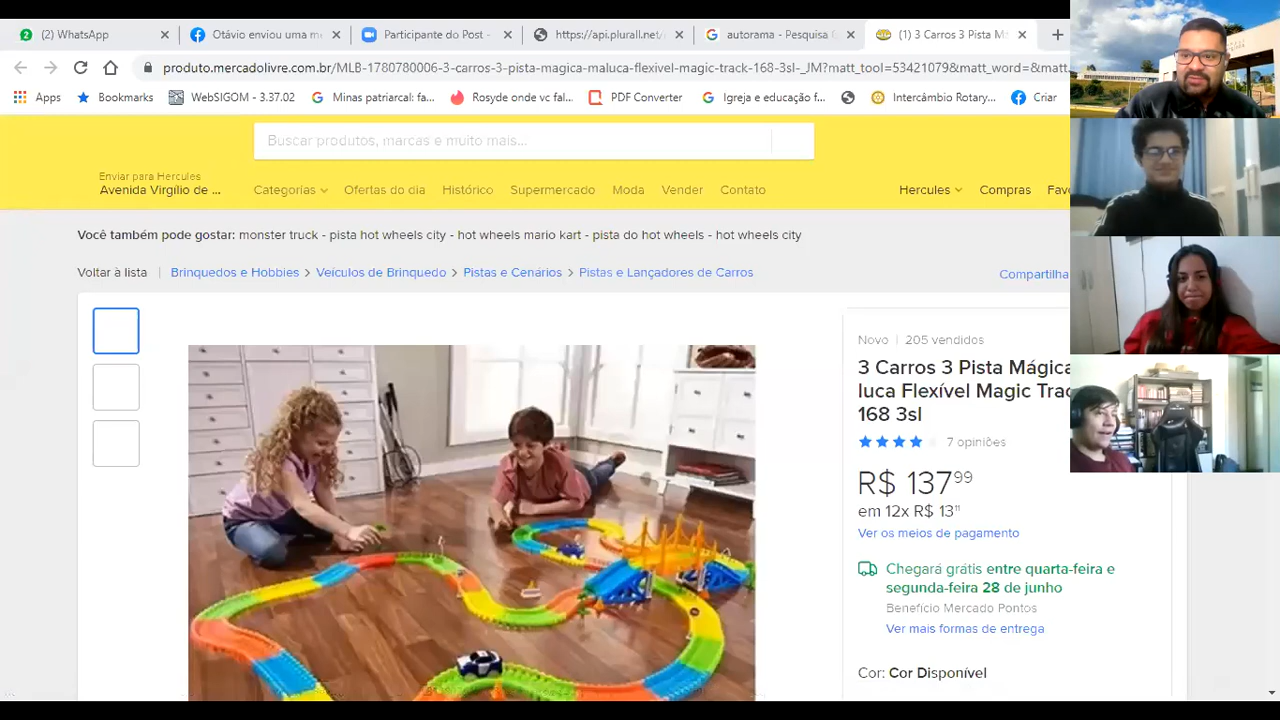 (2) WhatsApp
Otávio enviou uma m
Participante do Post -
https://api.plurall.net/
autorama - Pesquisa
(1) 3 Carros 3 Pista M
produto.mercadolivre.com.br/MLB-1780780006-3-carros-3-pista-magica-maluca-flexivel-magic-track-168-3sl-_JM?matt_tool=53421079&matt_word=&matt
Apps
Bookmarks
WebSIGOM - 3.57.02
Minas patriarcal: fa...
Rosyde onde vc fal...
PDF Converter
Igreja e educação f...
Intercâmbio Rotary...
Criar
Buscar produtos, marcas e muito mais...
Enviar para Hercules
Avenida Virgílio de ...
Categorias
Ofertas do dia
Histórico
Supermercado
Moda
Vender
Contato
Hercules
Compras
Favo
Você também pode gostar: monster truck - pista hot wheels city - hot wheels mario kart - pista do hot wheels - hot wheels city
Voltar à lista
Brinquedos e Hobbies > Veículos de Brinquedo > Pistas e Cenários > Pistas e Lançadores de Carros
Compartilha
Novo | 205 vendidos
3 Carros 3 Pista Mágica
luca Flexível Magic Trac
168 3sl
7 opiniões
R$ 137 99
em 12x R$ 13 11
Ver os meios de pagamento
Chegará grátis entre quarta-feira e
segunda-feira 28 de junho
Benefício Mercado Pontos
Ver mais formas de entrega
Cor: Cor Disponível